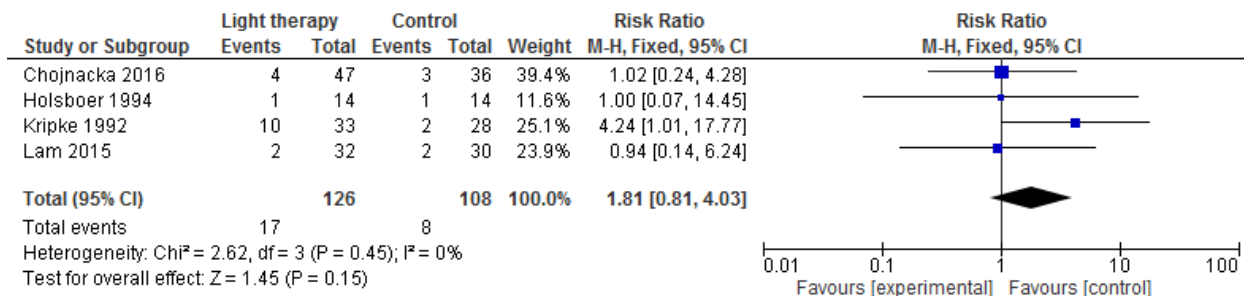 Light therapy Control Risk Ratio Risk Ratio
Study or Subgroup Events Total Events Total Weight M-H, Fixed, 95% CI M-H, Fixed, 95% CI
Chojnacka 2016 4 47 3 36 39.4% 1.02 [0.24, 4.28]
Holsboer 1994 1 14 1 14 11.6% 1.00 [0.07, 14.45]
Kripke 1992 10 33 2 28 25.1% 4.24 [1.01, 17.77]
Lam 2015 2 32 2 30 23.9% 0.94 [0.14, 6.24]
Total (95% CI) 126 108 100.0% 1.81 [0.81, 4.03]
Total events 17 8
Heterogeneity: Chi² = 2.62, df = 3 (P = 0.45); I² = 0%
Test for overall effect: Z = 1.45 (P = 0.15)
0.01 0.1 1 10 100
Favours [experimental] Favours [control]